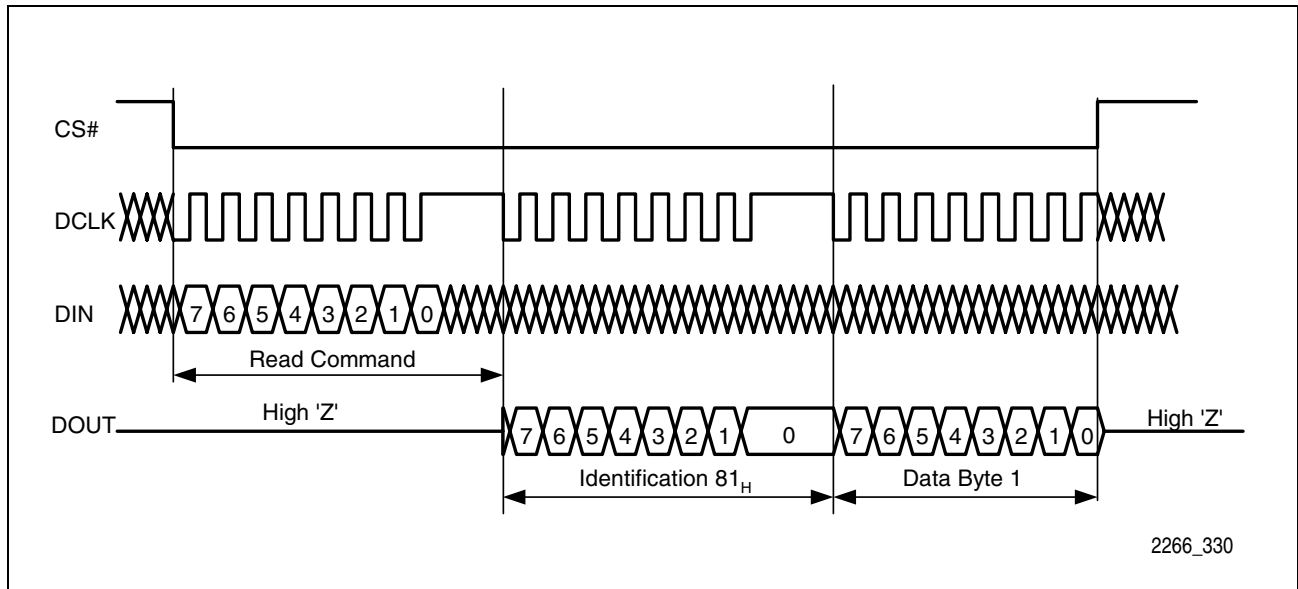 CS#
DCLK
DIN
7 6 5 4 3 2 1 0
Read Command
DOUT
High 'Z'
7 6 5 4 3 2 1 0
7 6 5 4 3 2 1 0
High 'Z'
Identification 81H
Data Byte 1
2266_330